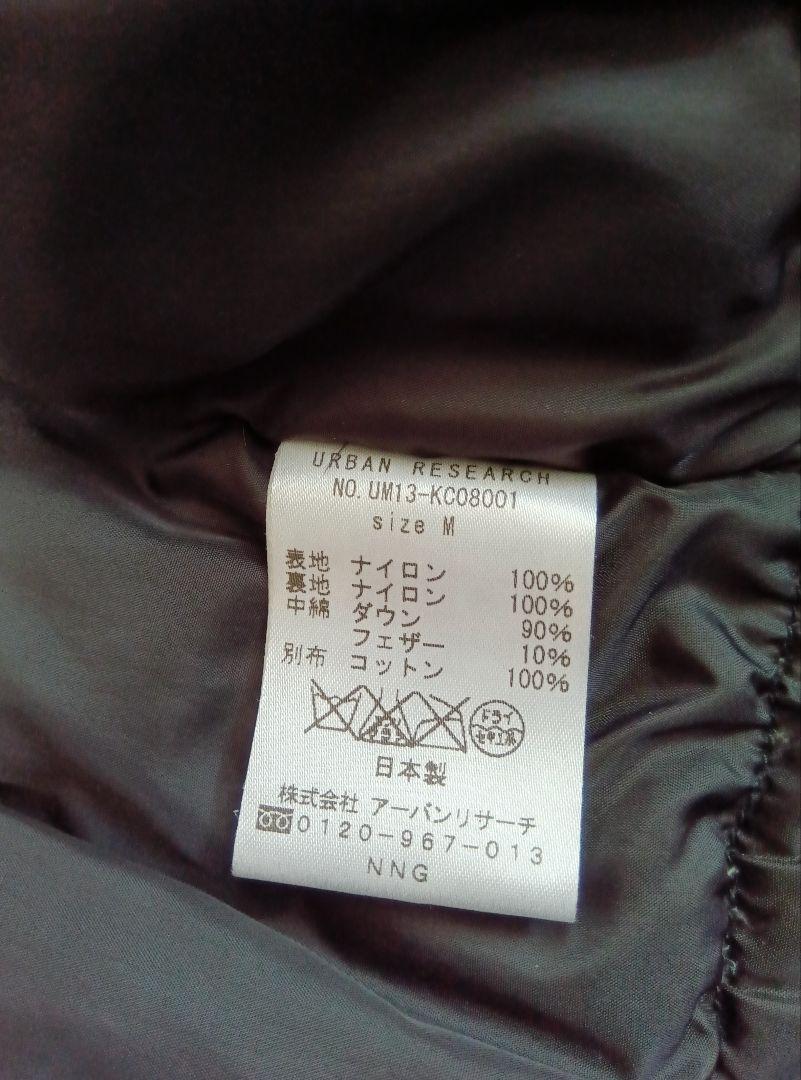 URBAN RESEARCH
NO. UM13-KC08001
size M
表地 ナイロン 100%
裏地 ナイロン 100%
中綿 ダウン 90%
フェザー 10%
別布 コットン 100%
ドライ
日本製
株式会社 アーバンリサーチ
0120-967-013
NNG